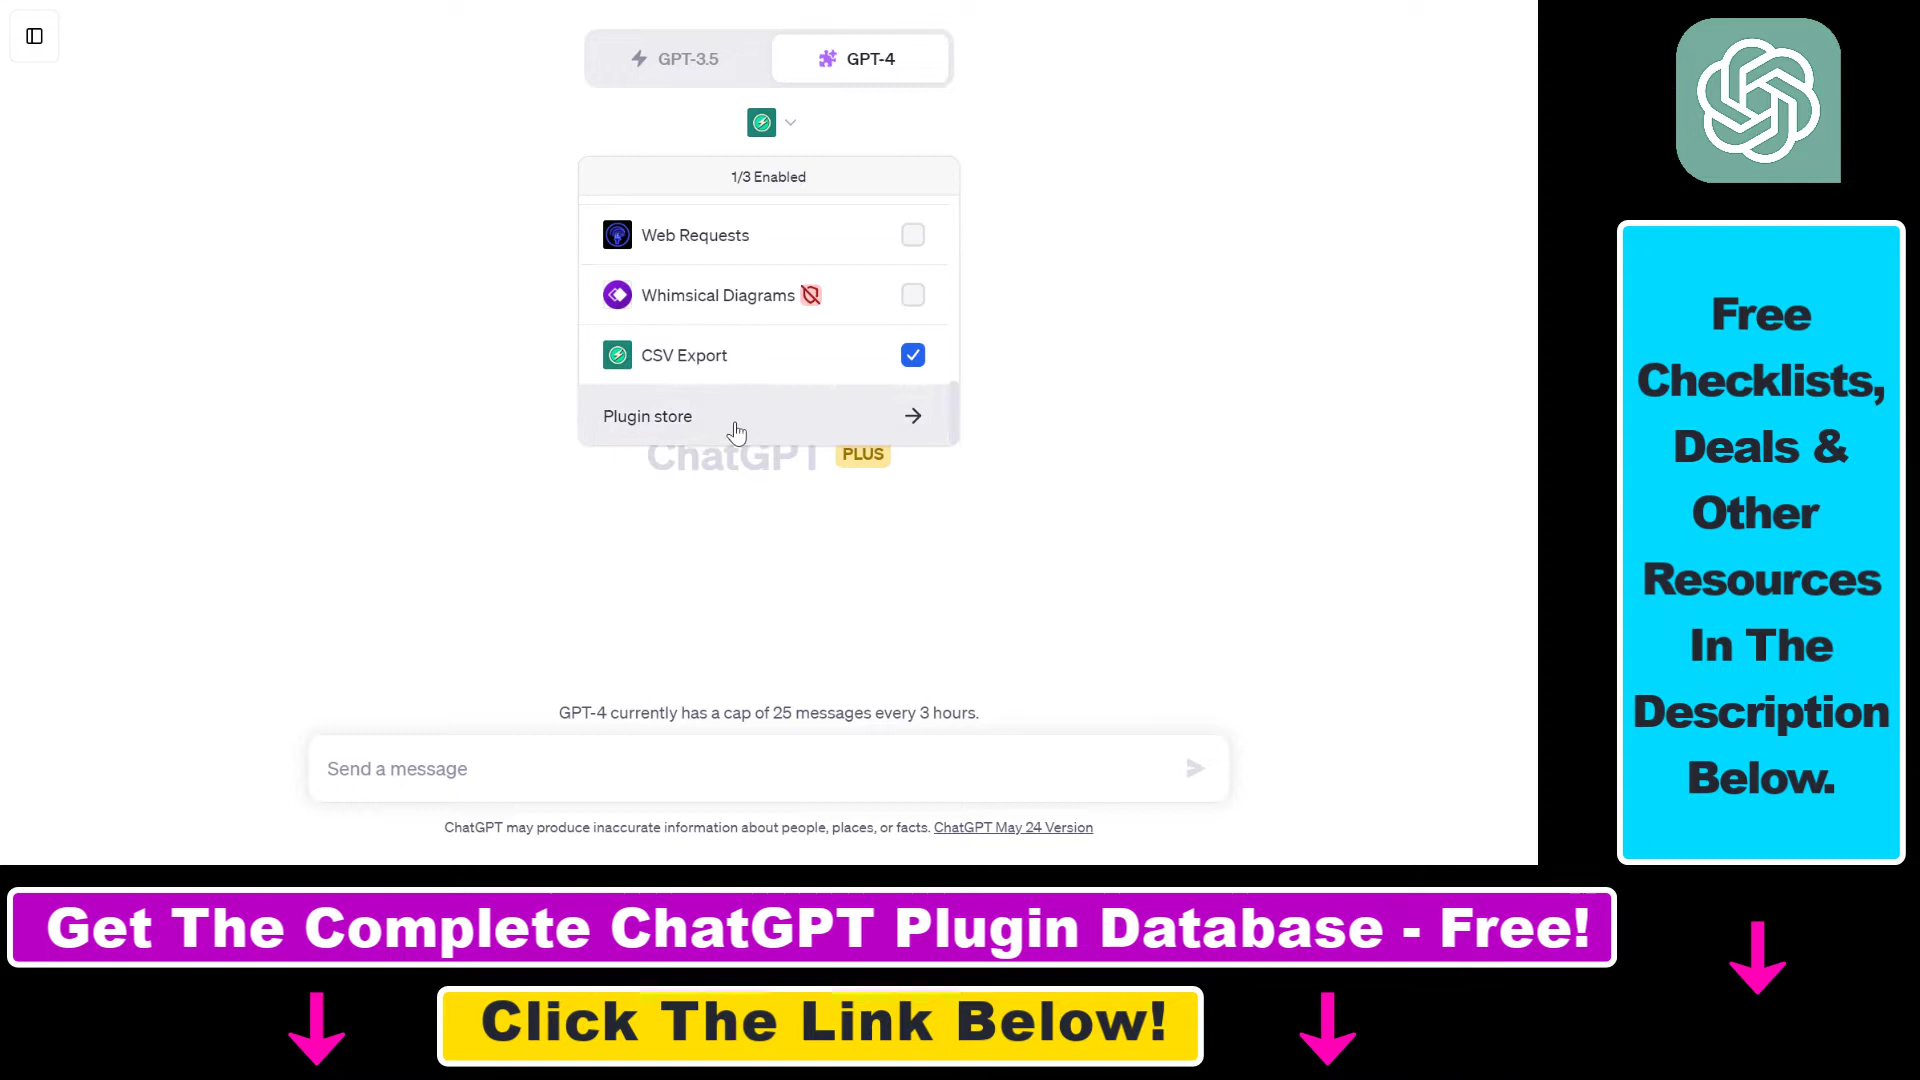 GPT-3.5
GPT-4
1/3 Enabled
Web Requests
Whimsical Diagrams
CSV Export
Plugin store
ChatGPT PLUS
GPT-4 currently has a cap of 25 messages every 3 hours.
Send a message
ChatGPT may produce inaccurate information about people, places, or facts. ChatGPT May 24 Version
Free
Checklists,
Deals &
Other
Resources
In The
Description
Below.
Get The Complete ChatGPT Plugin Database - Free!
Click The Link Below!